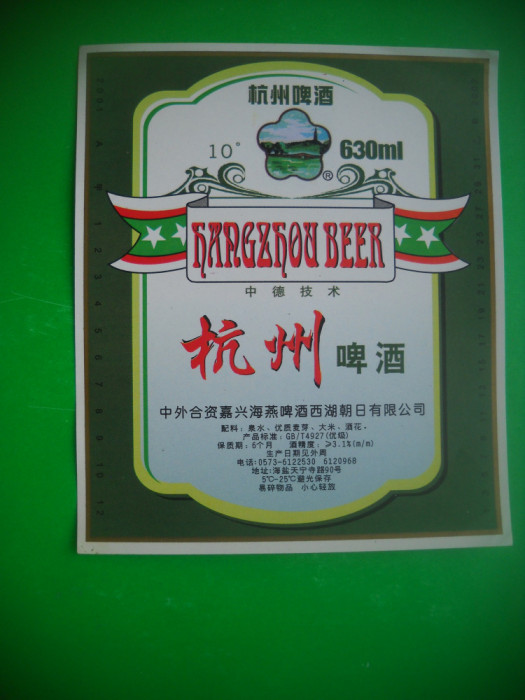 杭州啤酒
10° 630ml
®
HANGZHOU BEER
中德技术
杭州啤酒
中外合资嘉兴海燕啤酒西湖朝日有限公司
配料：泉水、优质麦芽、大米、酒花。
产品标准：GB/T4927(优级)
保质期：6个月 酒精度：≥3.1%(m/m)
生产日期见外周
电话:0573-6122530 6120968
地址:海盐天宁寺路90号
5℃-25℃避光保存
易碎物品 小心轻放